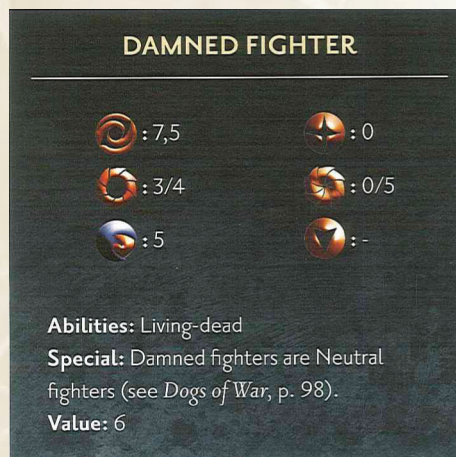 DAMNED FIGHTER
: 7,5 : 0
: 3/4 : 0/5
: 5 : -
Abilities: Living-dead
Special: Damned fighters are Neutral
fighters (see Dogs of War, p. 98).
Value: 6